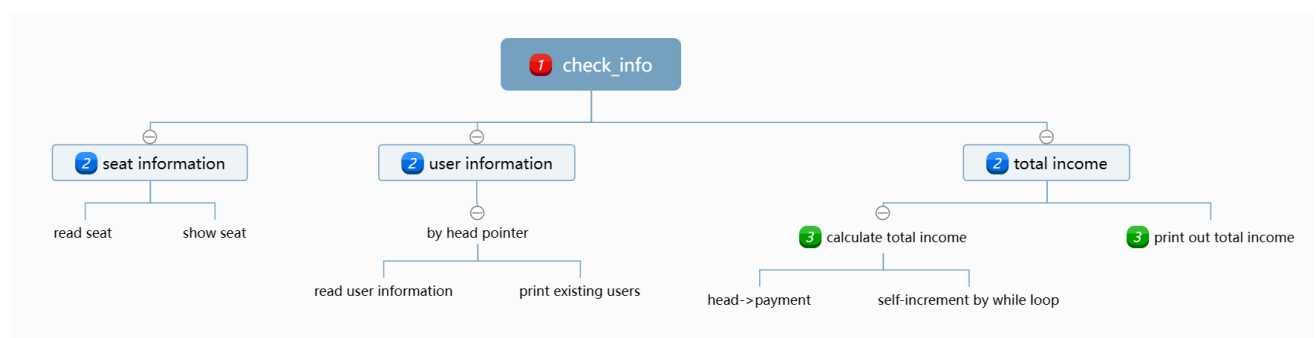 1 check_info
2 seat information
2 user information
2 total income
read seat
show seat
by head pointer
3 calculate total income
3 print out total income
read user information
print existing users
head->payment
self-increment by while loop